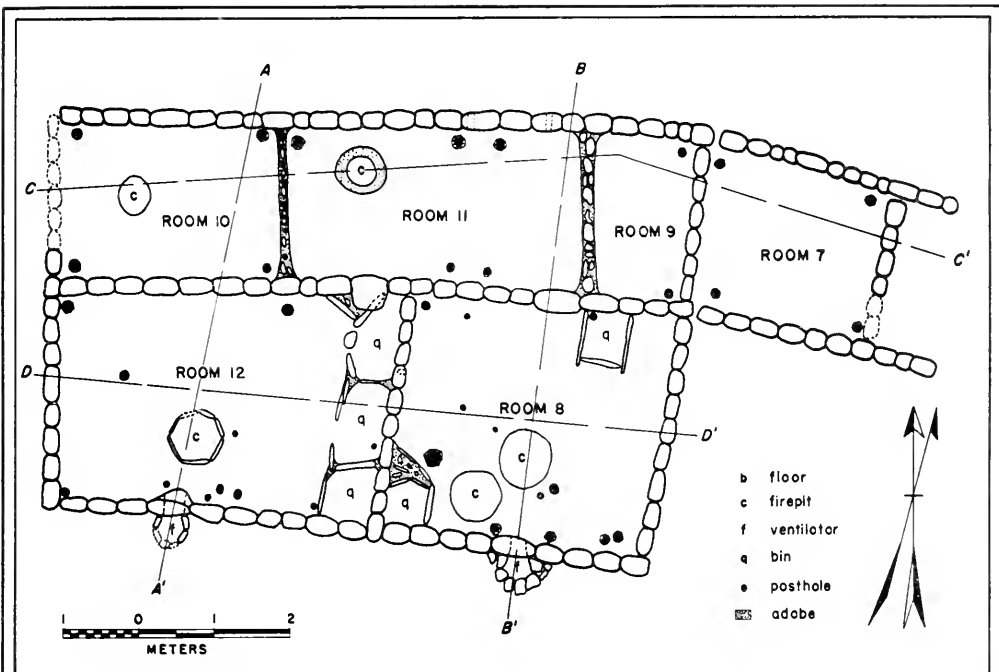 A
B
C
c
c
ROOM 10
ROOM 11
ROOM 9
ROOM 7
C'
q
q
D
ROOM 12
ROOM 8
D'
q
c
c
c
q
q
f
f
A'
B'
b floor
c firepit
f ventilator
q bin
posthole
adobe
1 0 1 2
METERS